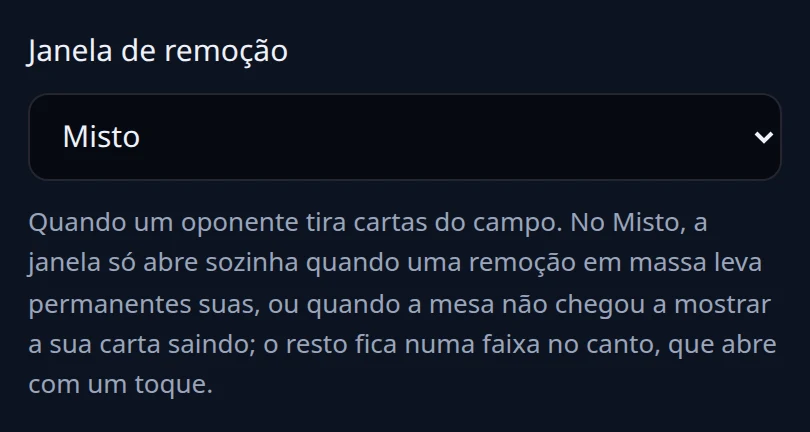 Janela de remoção
Misto
Quando um oponente tira cartas do campo. No Misto, a
janela só abre sozinha quando uma remoção em massa leva
permanentes suas, ou quando a mesa não chegou a mostrar
a sua carta saindo; o resto fica numa faixa no canto, que abre
com um toque.